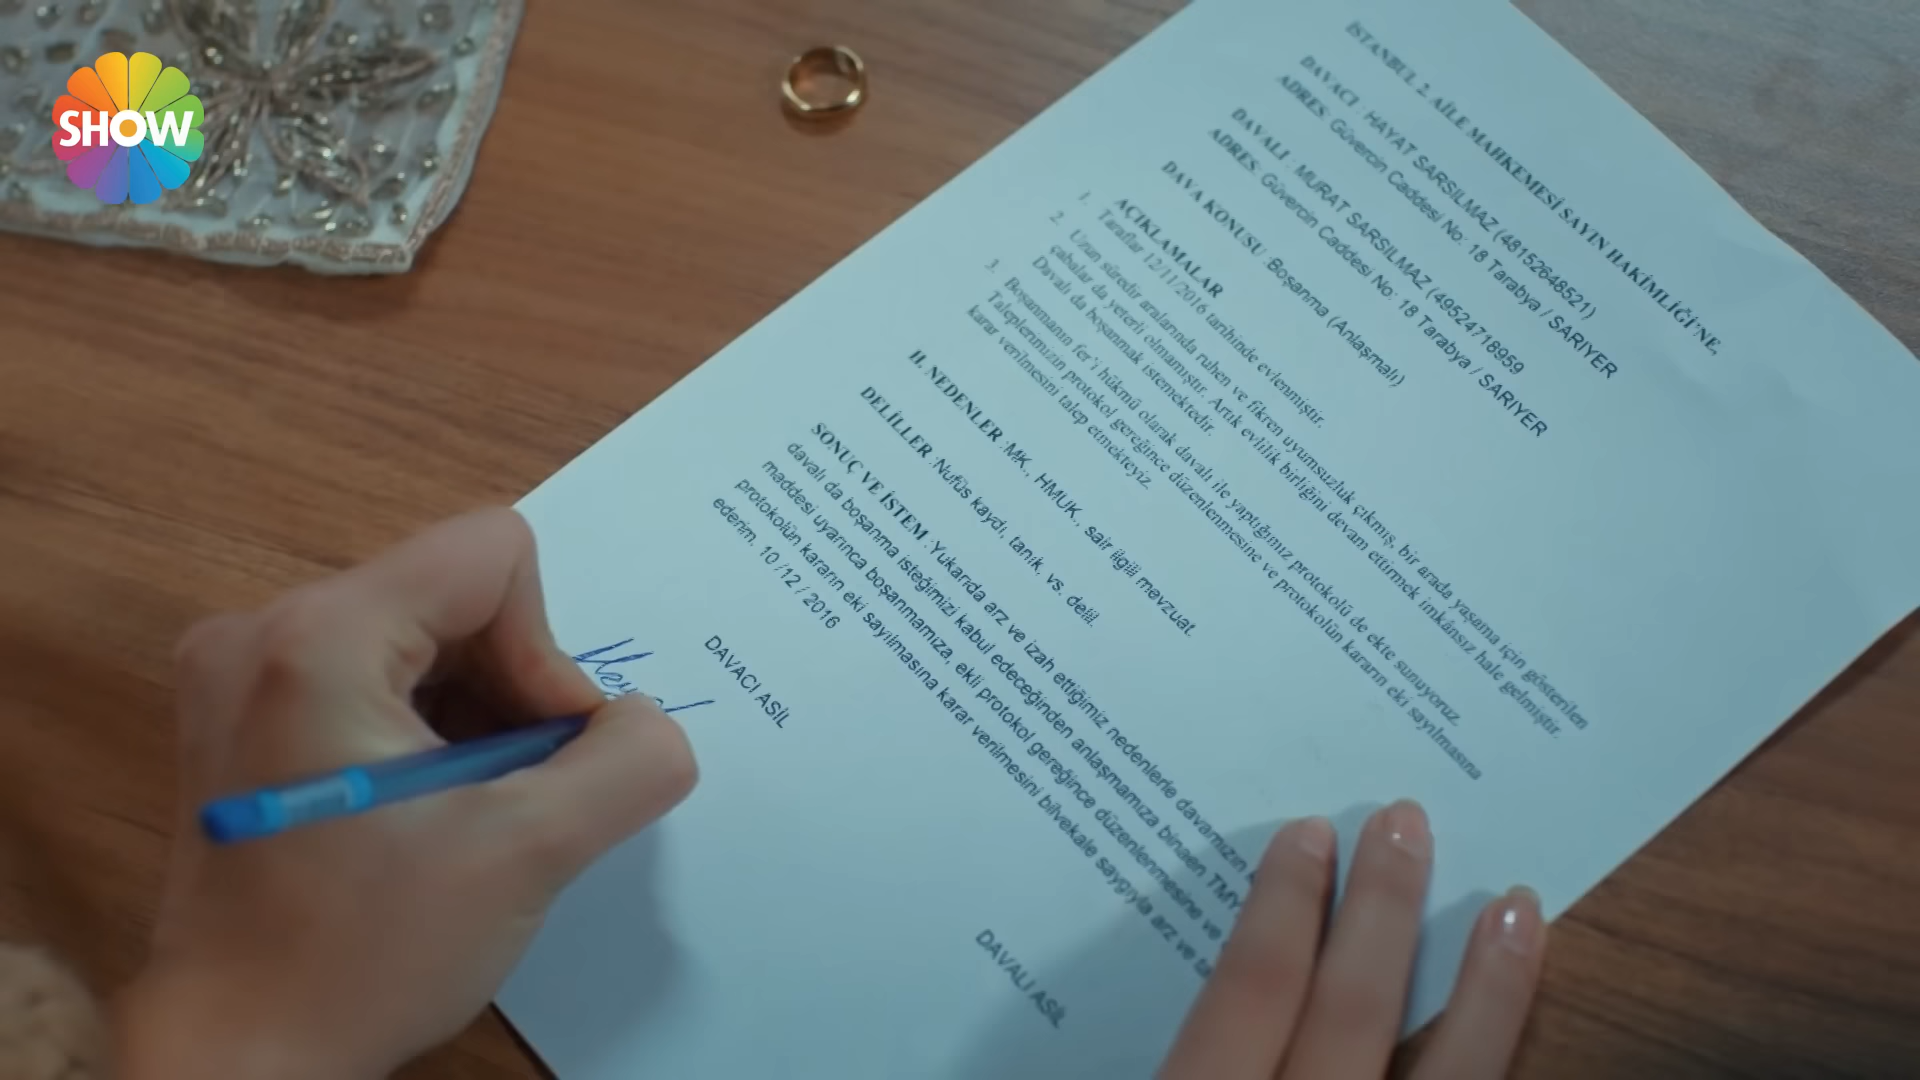 SHOW
İSTANBUL 2. AİLE MAHKEMESİ SAYIN HAKİMLİĞİ'NE,
DAVACI : HAYAT SARSILMAZ (48152648521)
ADRES: Güvercin Caddesi No: 18 Tarabya / SARIYER
DAVALI : MURAT SARSILMAZ (49524718959
ADRES: Güvercin Caddesi No: 18 Tarabya / SARIYER
DAVA KONUSU :Boşanma (Anlaşmalı)
AÇIKLAMALAR
1. Taraflar 12/11/2016 tarihinde evlenmiştir.
2. Uzun süredir aralarında ruhen ve fikren uyumsuzluk çıkmış, bir arada yaşama için gösterilen
çabalar da yeterli olmamıştır. Artık evlilik birliğini devam ettirmek imkânsız hale gelmiştir.
Davalı da boşanmak istemektedir.
3. Boşanmanın fer'i hükmü olarak davalı ile yaptığımız protokolü de ekte sunuyoruz.
Taleplerimizin protokol gereğince düzenlenmesine ve protokolün kararın eki sayılmasına
karar verilmesini talep etmekteyiz.
H. NEDENLER :MK., HMUK., sair ilgili mevzuat.
DELİLLER :Nufüs kaydı, tanık, vs. delil.
SONUÇ VE İSTEM :Yukarıda arz ve izah ettiğimiz nedenlerle davamızın
davalı da boşanma isteğimizi kabul edeceğinden anlaşmamıza binaen TMY
maddesi uyarınca boşanmamıza, ekli protokol gereğince düzenlenmesine ve
protokolün kararın eki sayılmasına karar verilmesini bilvekale saygıyla arz ve
ederim. 10 /12 / 2016
DAVACI ASİL
DAVALI ASİL